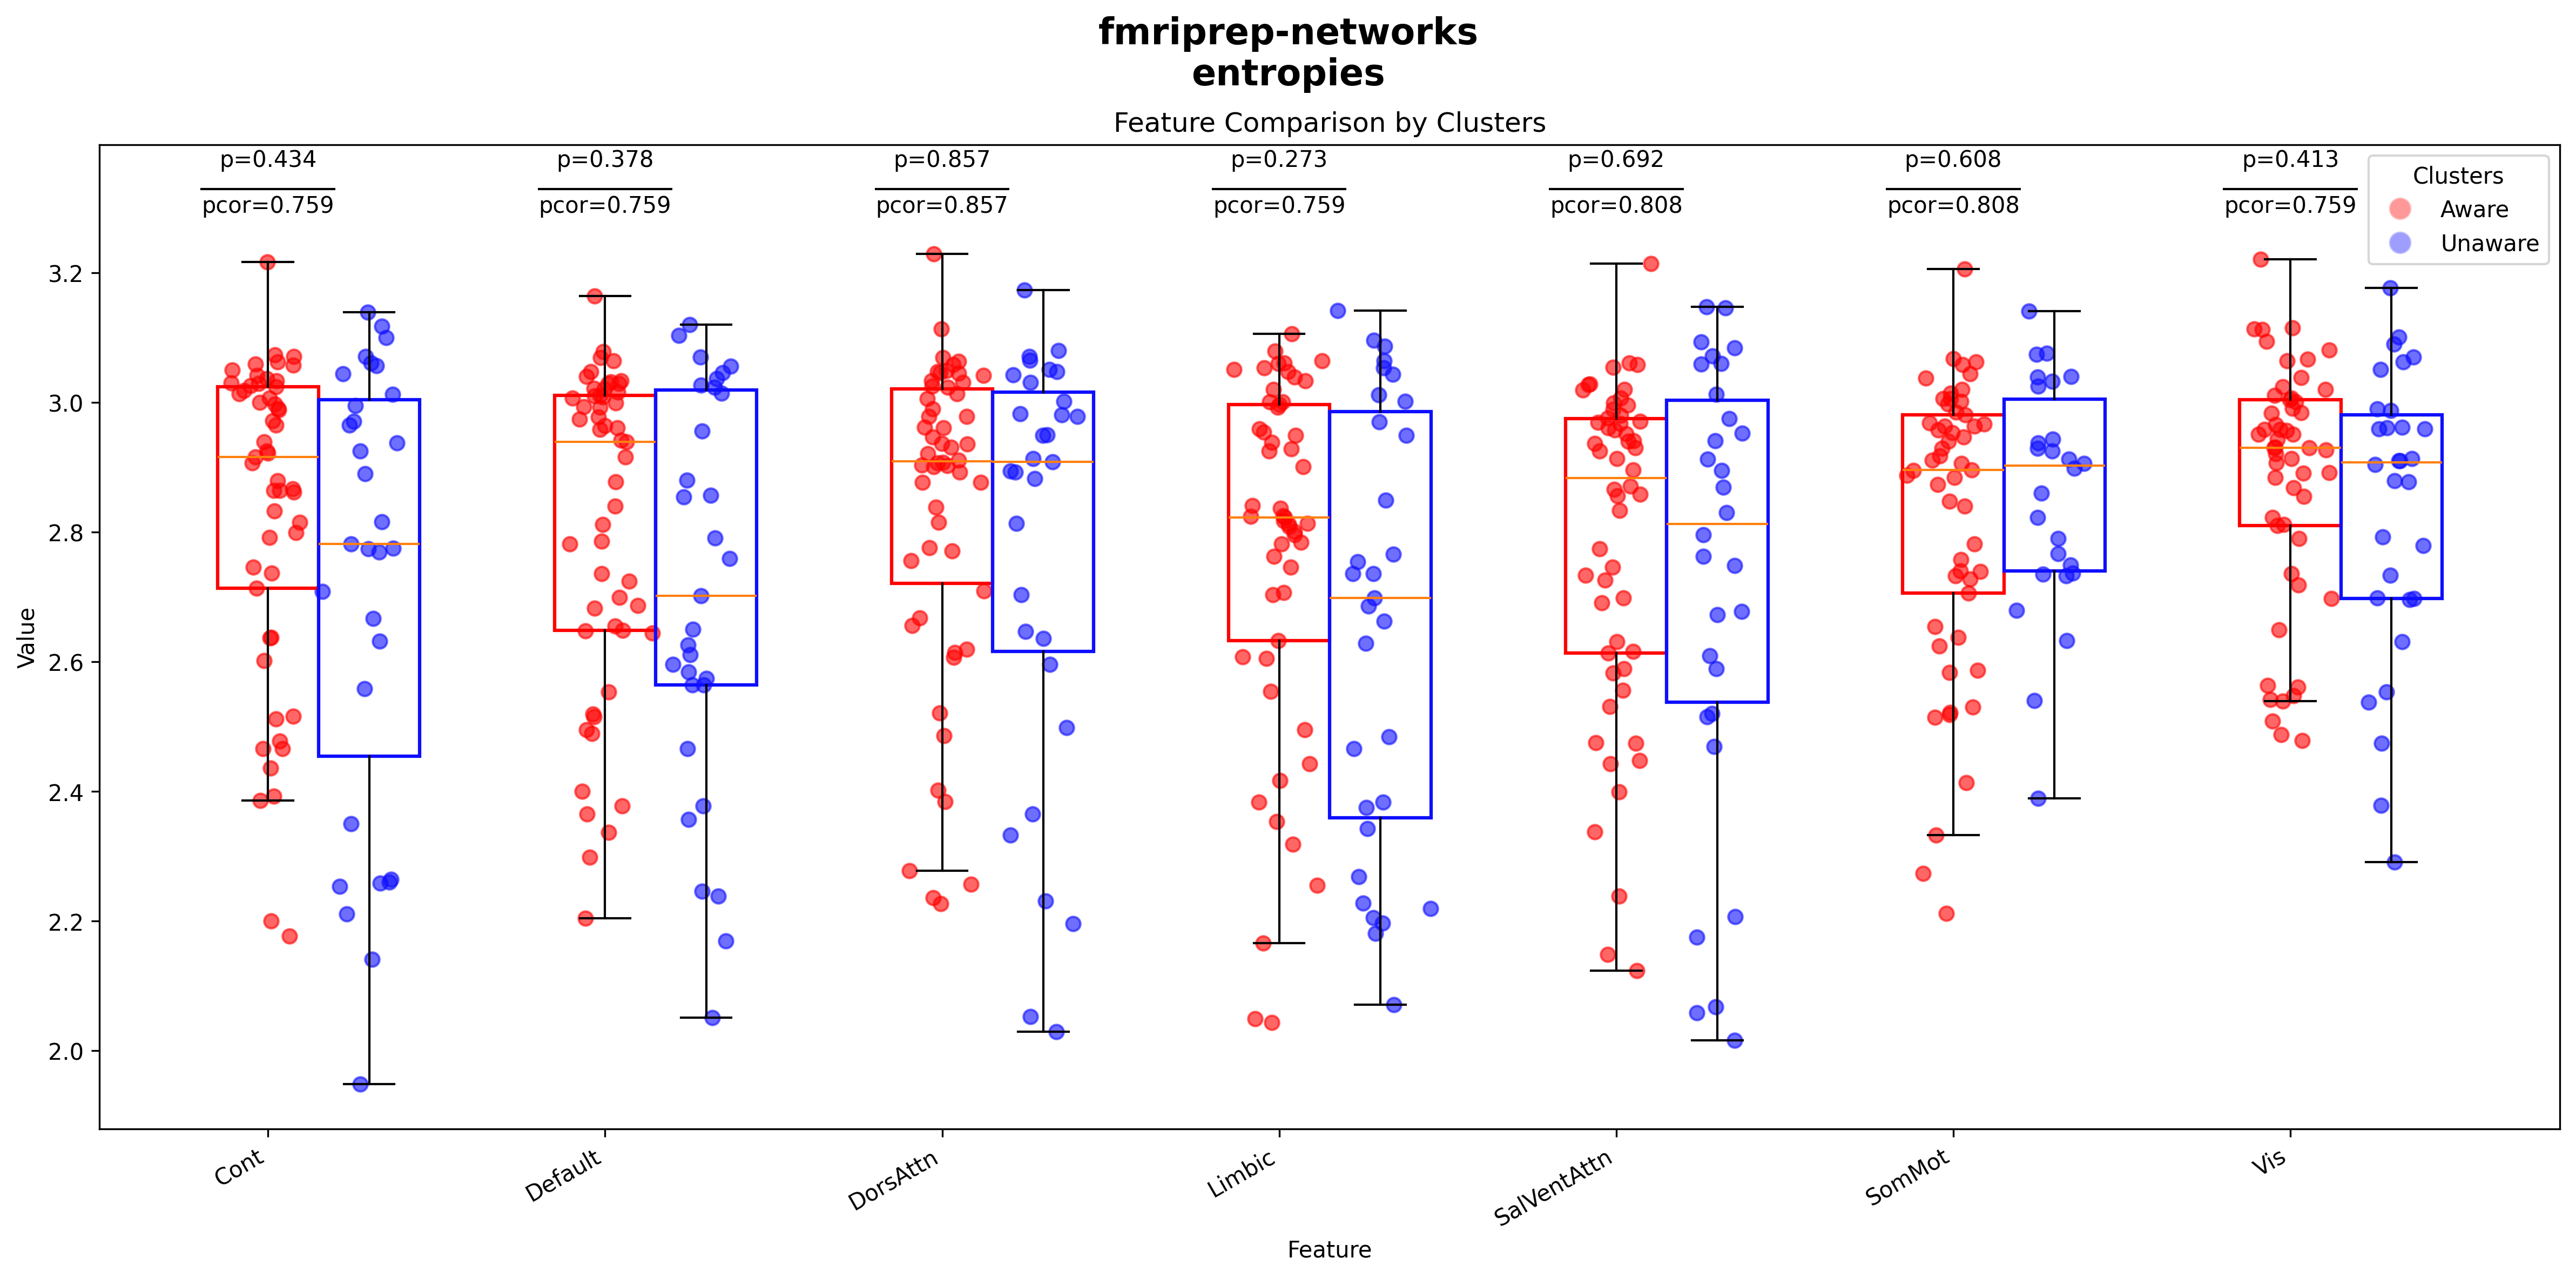 fmriprep-networks
entropies
Feature Comparison by Clusters
p=0.434 p=0.378 p=0.857 p=0.273 p=0.692 p=0.608 p=0.413
pcor=0.759 pcor=0.759 pcor=0.857 pcor=0.759 pcor=0.808 pcor=0.808 pcor=0.759
Clusters
Aware
Unaware
Value
3.2
3.0
2.8
2.6
2.4
2.2
2.0
Cont Default DorsAttn Limbic SalVentAttn SomMot Vis
Feature